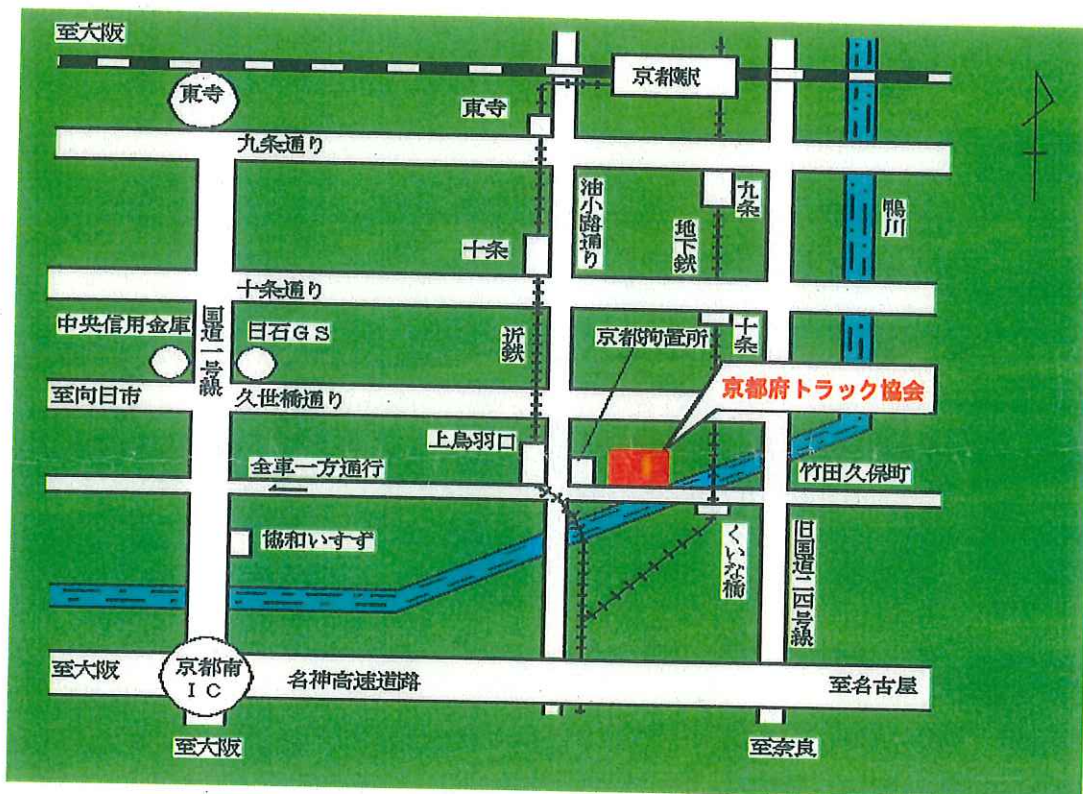 至大阪
京都駅
東寺
東寺
九条通り
油小路通り
九条
地下鉄
鴨川
十条
十条通り
中央信用金庫
国道一号線
日石GS
近鉄
京都拘置所
十条
京都府トラック協会
至向日市
久世橋通り
上鳥羽口
全車一方通行
竹田久保町
協和いすず
くいな橋
旧国道二四号線
至大阪
京都南
IC
名神高速道路
至名古屋
至大阪
至奈良